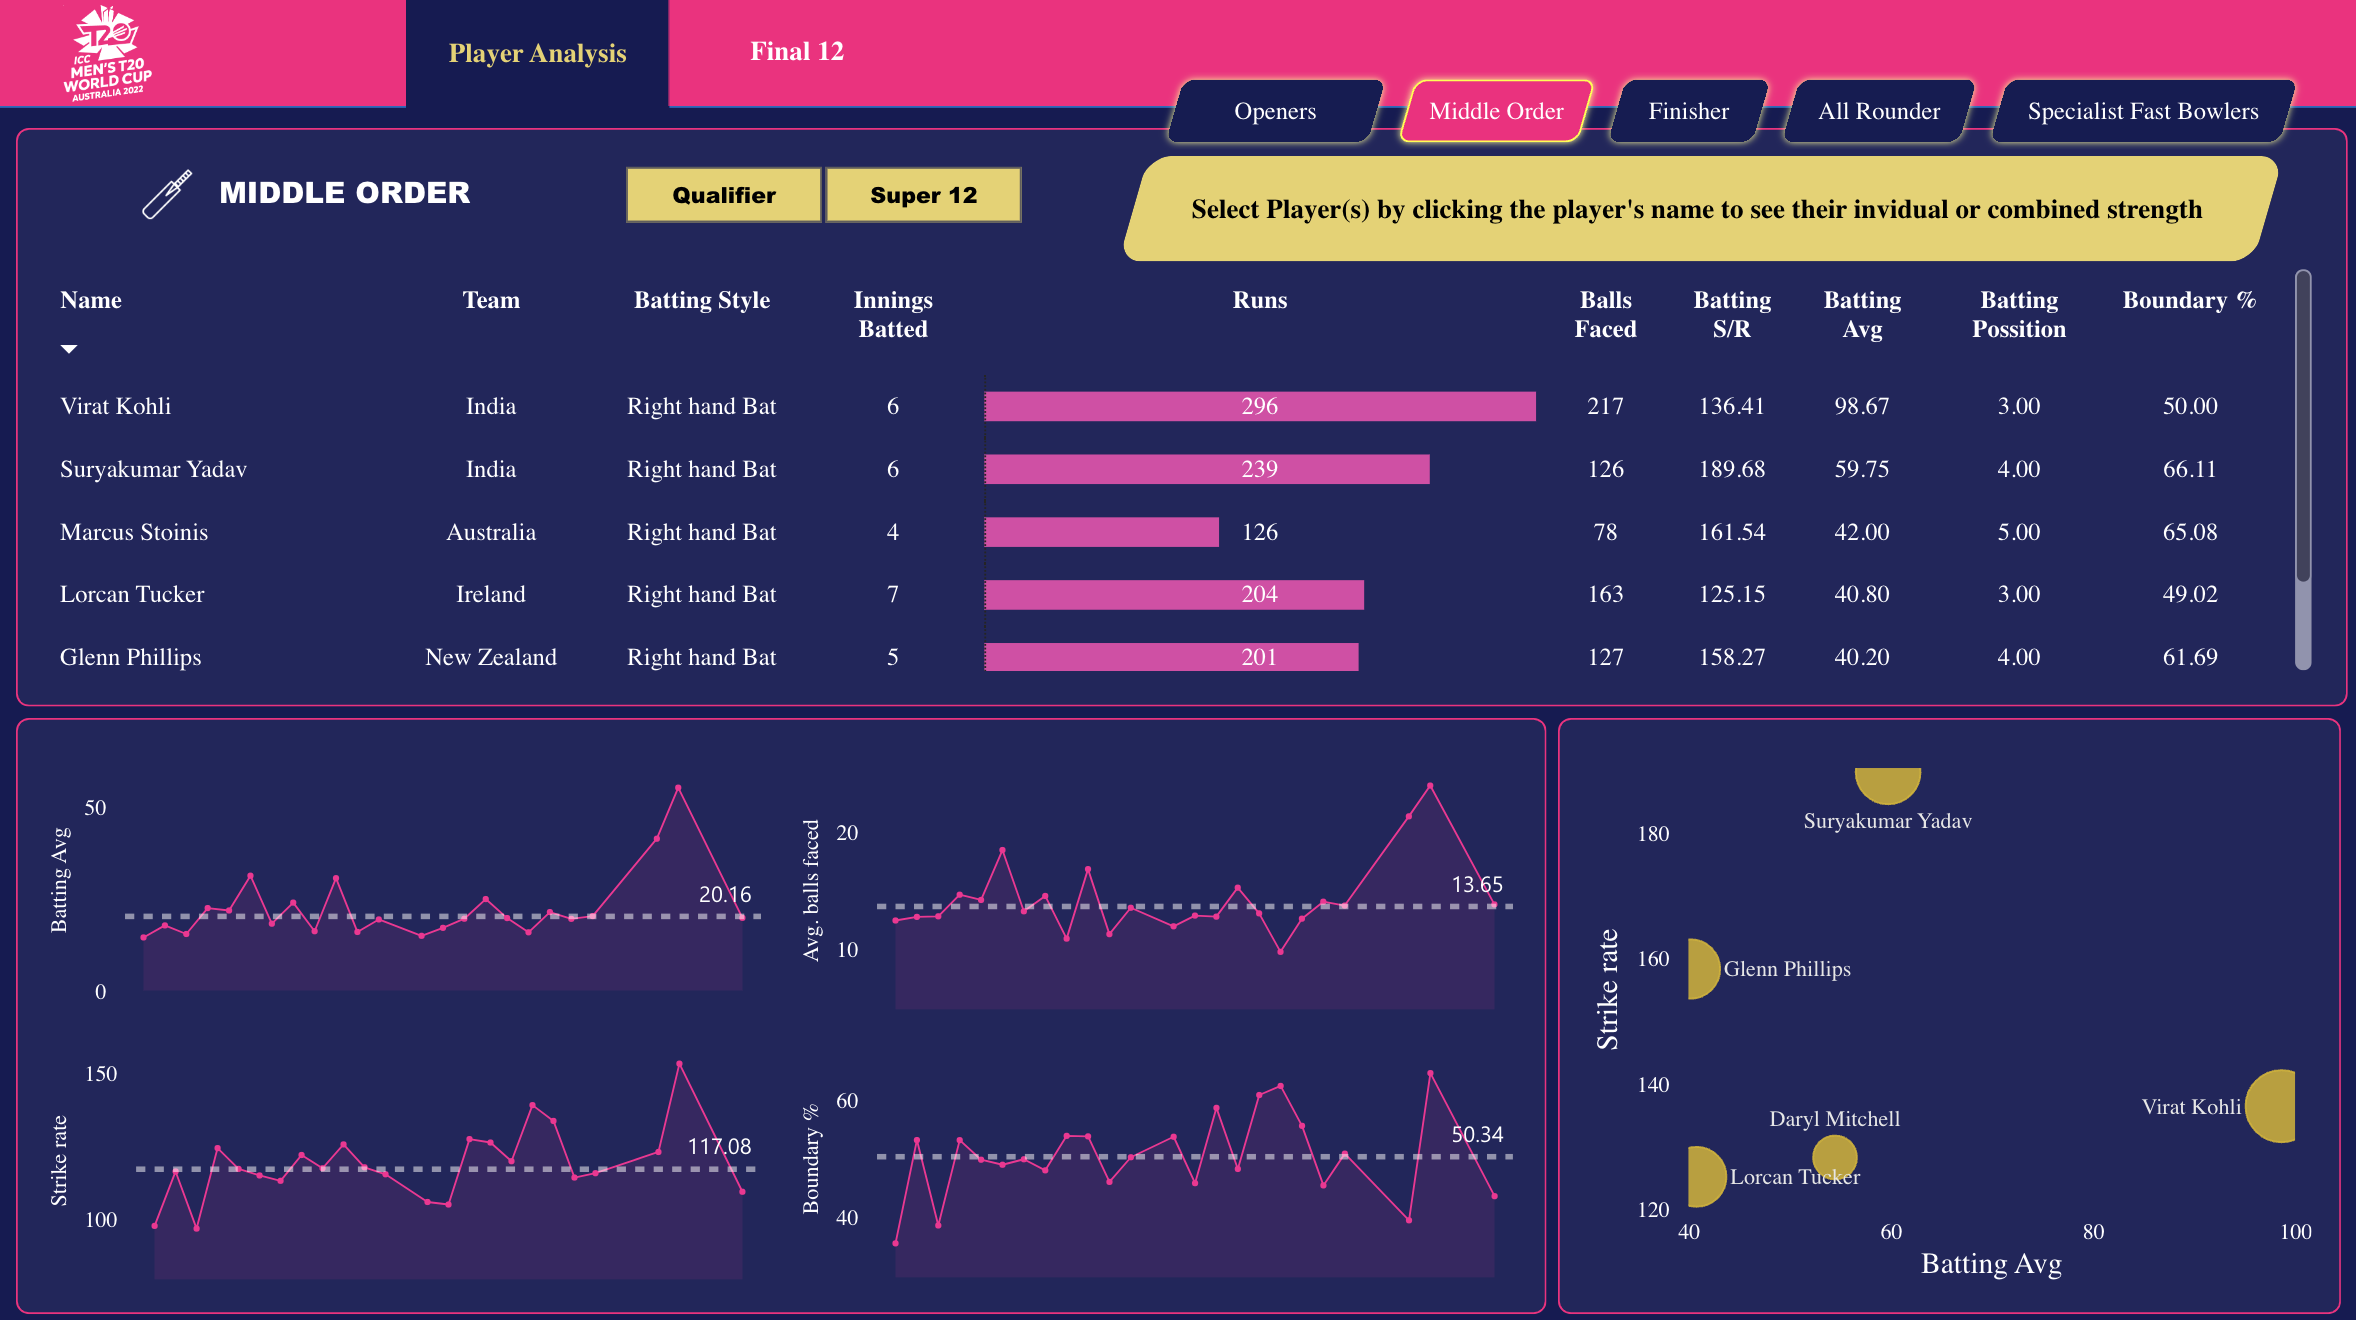 T20
ICC
MEN'S T20
WORLD CUP
AUSTRALIA 2022
Player Analysis
Final 12
Openers
Middle Order
Finisher
All Rounder
Specialist Fast Bowlers
MIDDLE ORDER
Qualifier
Super 12
Select Player(s) by clicking the player's name to see their invidual or combined strength
Name Team Batting Style Innings Batted Runs Balls Faced Batting S/R Batting Avg Batting Possition Boundary %
Virat Kohli India Right hand Bat 6 296 217 136.41 98.67 3.00 50.00
Suryakumar Yadav India Right hand Bat 6 239 126 189.68 59.75 4.00 66.11
Marcus Stoinis Australia Right hand Bat 4 126 78 161.54 42.00 5.00 65.08
Lorcan Tucker Ireland Right hand Bat 7 204 163 125.15 40.80 3.00 49.02
Glenn Phillips New Zealand Right hand Bat 5 201 127 158.27 40.20 4.00 61.69
Batting Avg
50
0
20.16
Avg. balls faced
20
10
13.65
Strike rate
150
100
117.08
Boundary %
60
40
50.34
Strike rate
180
160
140
120
Suryakumar Yadav
Glenn Phillips
Virat Kohli
Daryl Mitchell
Lorcan Tucker
40 60 80 100
Batting Avg